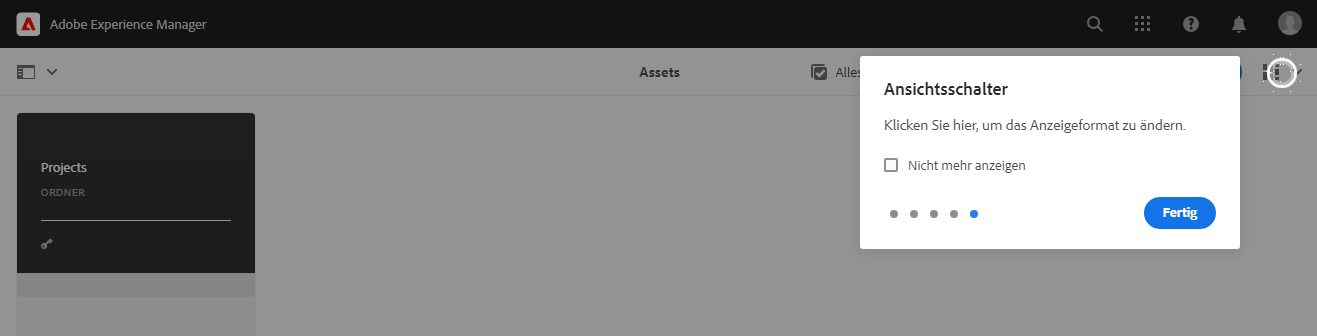 Adobe Experience Manager
Assets
Alles
Ansichtsschalter
Klicken Sie hier, um das Anzeigeformat zu ändern.
Nicht mehr anzeigen
Fertig
Projects
ORDNER